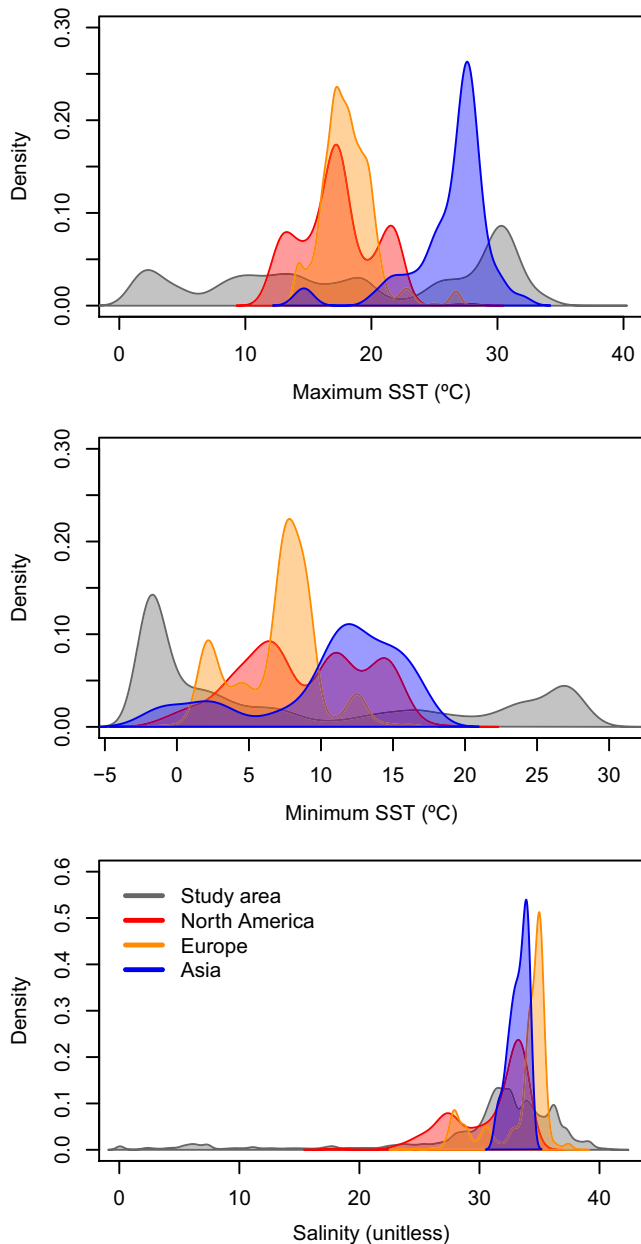 0.30
0.20
0.10
0.00
Density
0 10 20 30 40
Maximum SST (ºC)
0.30
0.20
0.10
0.00
Density
−5 0 5 10 15 20 25 30
Minimum SST (ºC)
0.6
0.5
0.4
0.3
0.2
0.1
0.0
Density
Study area
North America
Europe
Asia
0 10 20 30 40
Salinity (unitless)